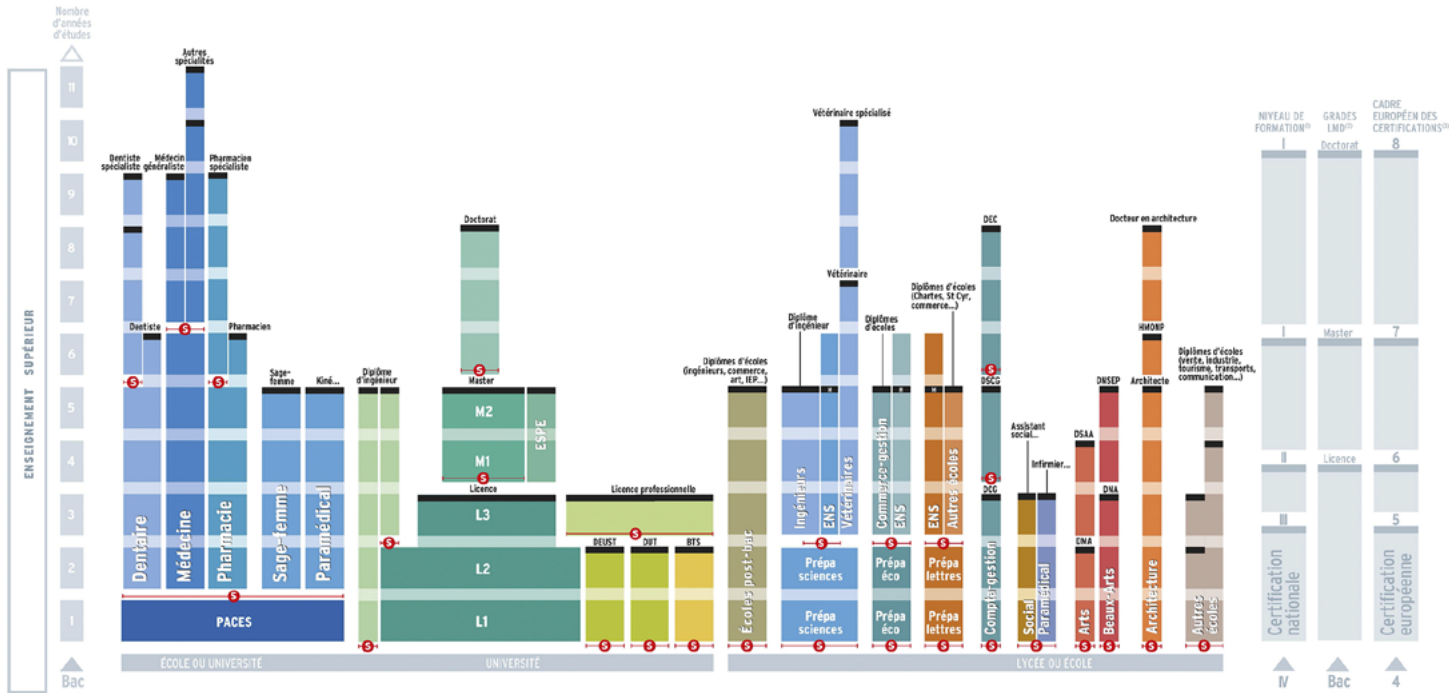 Nombre
d'années
d'études
ENSEIGNEMENT SUPÉRIEUR
11
10
9
8
7
6
5
4
3
2
1
Bac
Autres
spécialités
Dentiste
spécialiste
Médecin
généraliste
Pharmacien
spécialiste
Dentiste
Pharmacien
Sage-
femme
Kiné...
Dentaire
Médecine
Pharmacie
Sage-femme
Paramédical
S
S
S
S
PACES
ÉCOLE OU UNIVERSITÉ
Diplôme
d'ingénieur
S
S
Doctorat
S
Master
M2
M1
S
ESPE
Licence
L3
L2
L1
Licence professionnelle
S
DEUST
DUT
BTS
S
S
S
UNIVERSITÉ
Diplômes d'écoles
(ingénieurs, commerce,
art, IEP...)
Écoles post-bac
S
Diplôme
d'ingénieur
Vétérinaire spécialisé
Vétérinaire
Ingénieurs
ENS
Vétérinaires
S
Prépa
sciences
Prépa
sciences
S
Diplômes
d'écoles
Commerce-gestion
ENS
S
Prépa
éco
Prépa
éco
S
Diplômes d'écoles
(Chartes, St Cyr,
commerce...)
ENS
Autres écoles
S
Prépa
lettres
Prépa
lettres
S
DEC
S
DSCG
S
DCG
Compta-gestion
S
Assistant
social...
Infirmier...
Social
Paramédical
S
DSAA
DMA
Arts
S
DNSEP
DNA
Beaux-Arts
S
Docteur en architecture
HMONP
Architecte
Architecture
S
Diplômes d'écoles
(vente, industrie,
tourisme, transports,
communication...)
Autres
écoles
S
LYCÉE OU ÉCOLE
NIVEAU DE
FORMATION
I
I
II
III
Certification
nationale
IV
GRADES
LMD
Doctorat
Master
Licence
Bac
CADRE
EUROPÉEN DES
CERTIFICATIONS
8
7
6
5
Certification
européenne
4